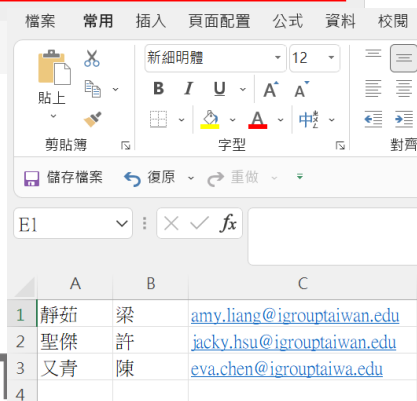 檔案 常用 插入 頁面配置 公式 資料 校閱
新細明體 12
貼上 B I U A A A 中
剪貼簿 字型 對齊
儲存檔案 復原 重做
E1 fx
A B C
1 靜茹 梁 amy.liang@igrouptaiwan.edu
2 聖傑 許 jacky.hsu@igrouptaiwan.edu
3 又青 陳 eva.chen@igrouptaiwa.edu
4